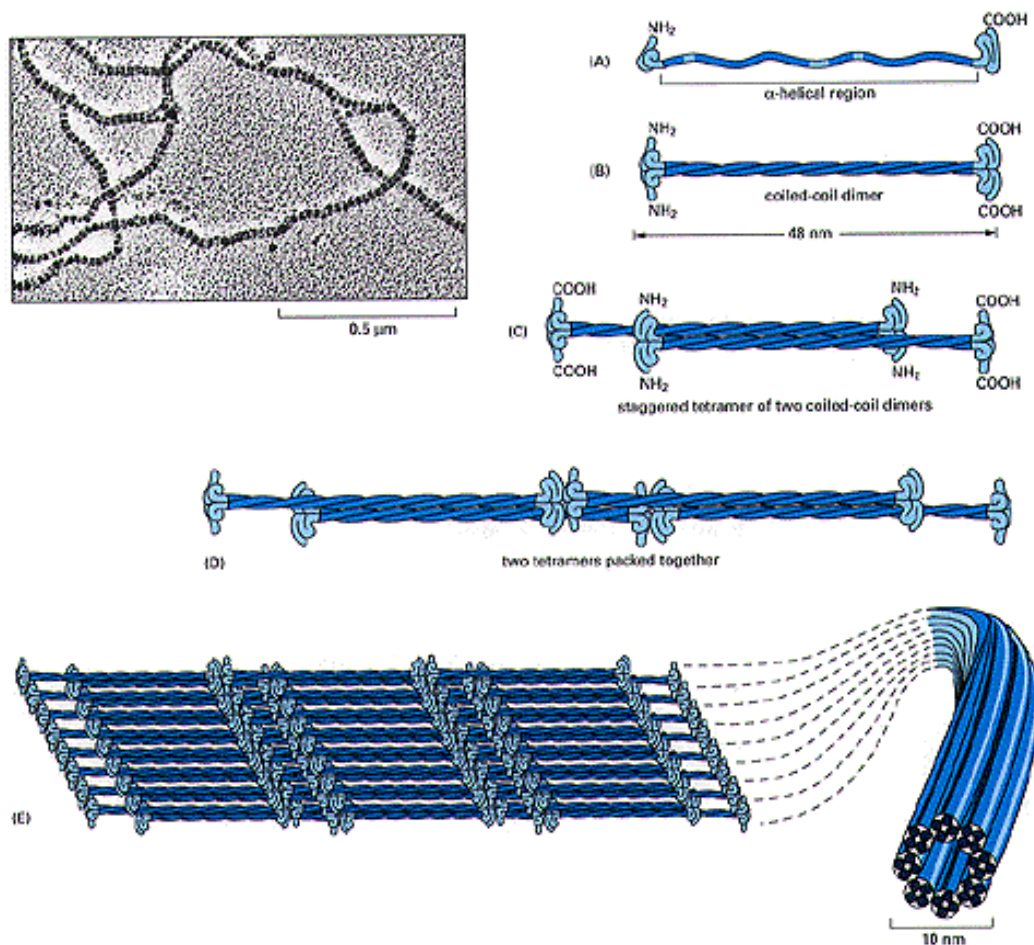 0.5 μm
NH₂
COOH
(A)
α-helical region
NH₂
COOH
(B)
coiled-coil dimer
NH₂
COOH
48 nm
COOH
NH₂
NH₂
COOH
(C)
COOH
NH₂
NH₂
COOH
staggered tetramer of two coiled-coil dimers
(D)
two tetramers packed together
(E)
10 nm